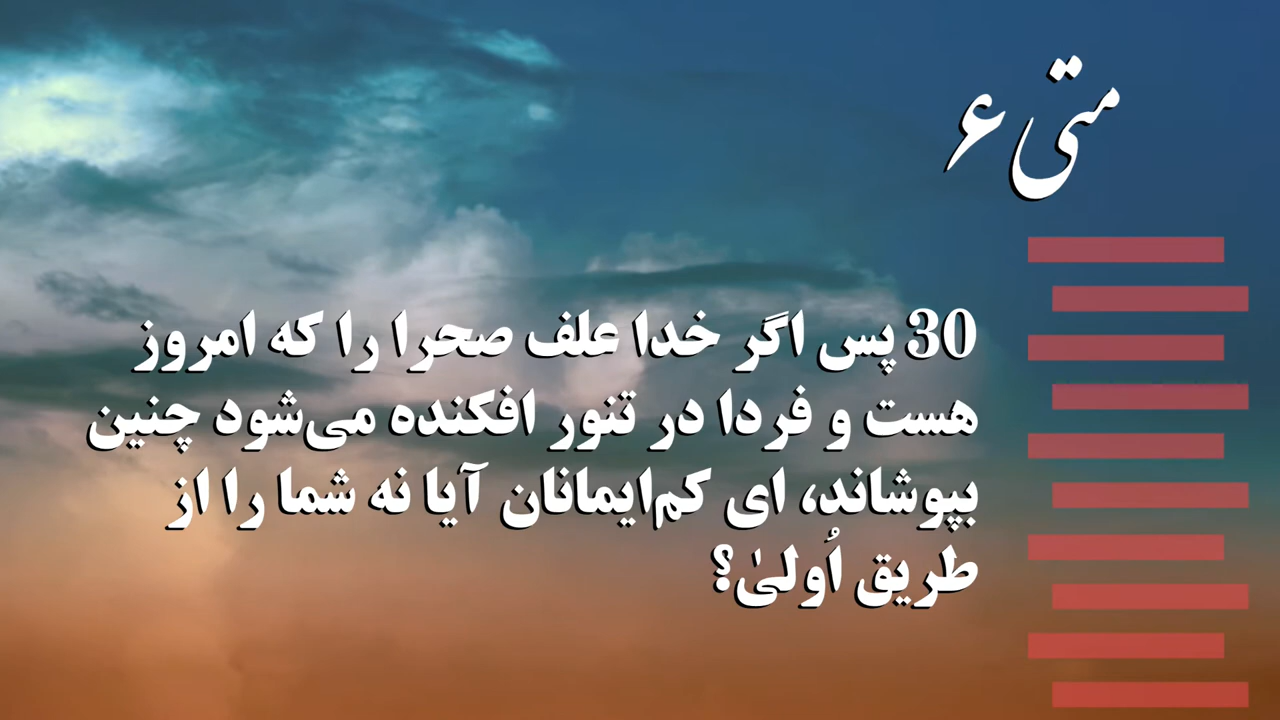 متی ۶
30 پس اگر خدا علف صحرا را که امروز
هست و فردا در تنور افکنده می‌شود چنین
بپوشاند، ای کم‌ایمانان آیا نه شما را از
طریق اُولیٰ؟